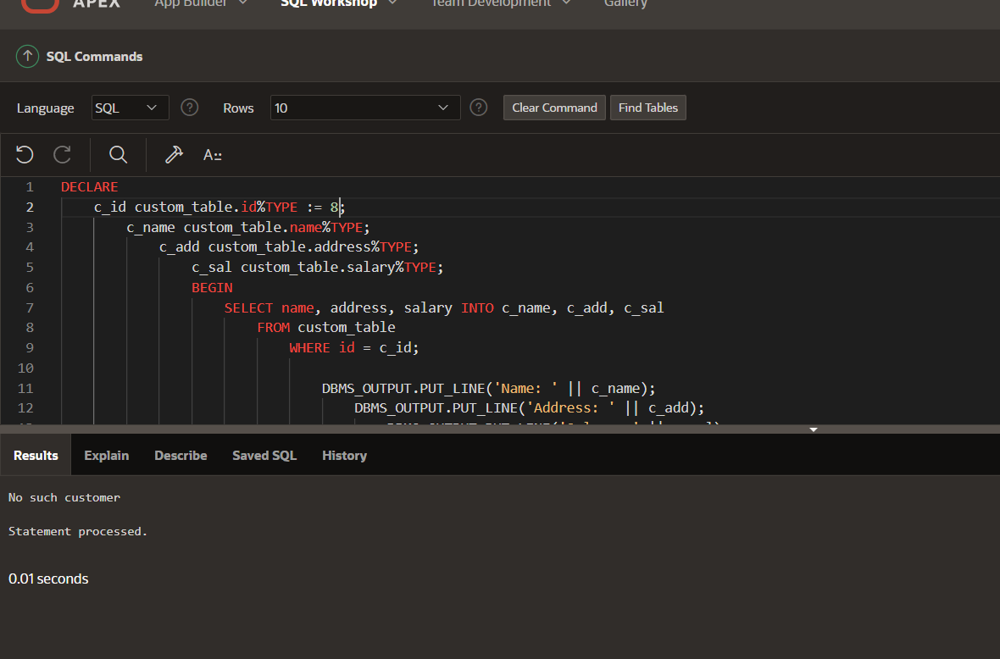 APEX App Builder SQL Workshop Team Development Gallery
SQL Commands
Language SQL ? Rows 10 ? Clear Command Find Tables
A::
1 DECLARE
2 c_id custom_table.id%TYPE := 8;
3 c_name custom_table.name%TYPE;
4 c_add custom_table.address%TYPE;
5 c_sal custom_table.salary%TYPE;
6 BEGIN
7 SELECT name, address, salary INTO c_name, c_add, c_sal
8 FROM custom_table
9 WHERE id = c_id;
10
11 DBMS_OUTPUT.PUT_LINE('Name: ' || c_name);
12 DBMS_OUTPUT.PUT_LINE('Address: ' || c_add);
Results Explain Describe Saved SQL History
No such customer
Statement processed.
0.01 seconds